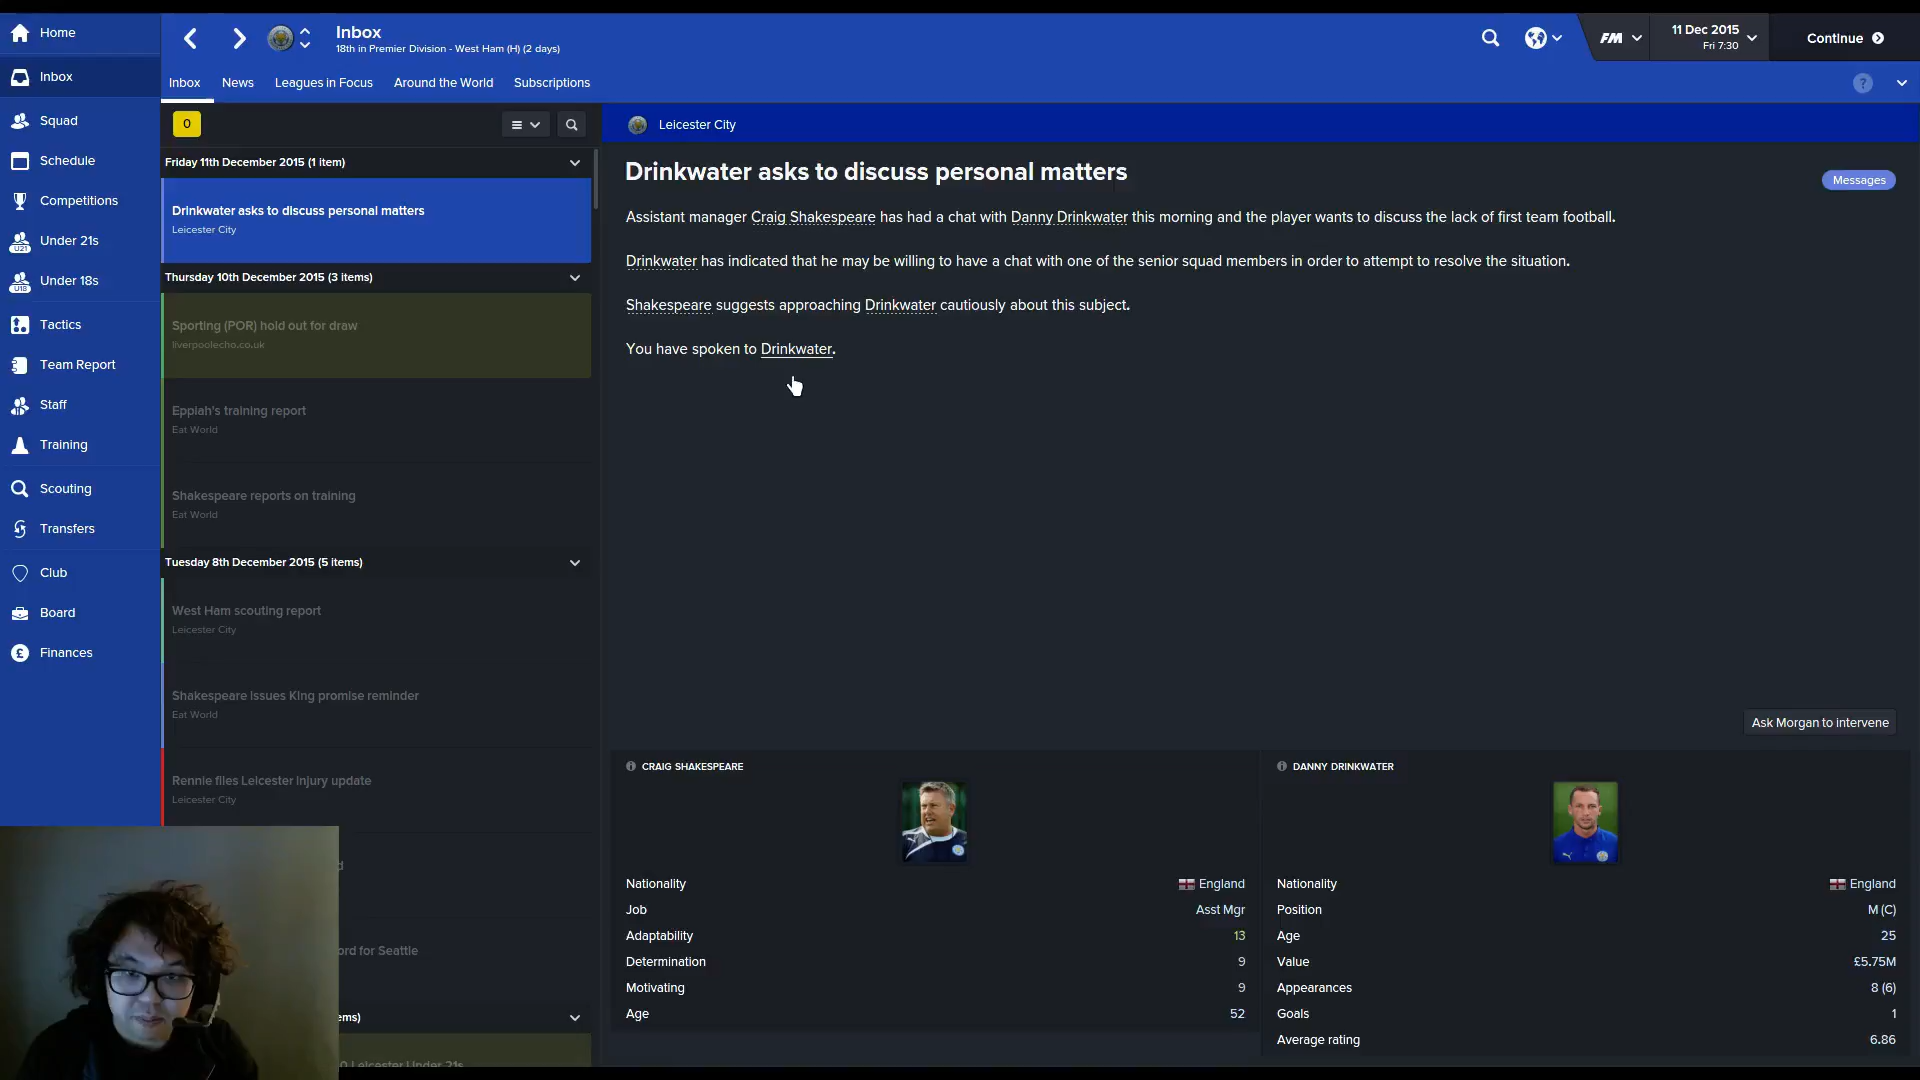 Home
Inbox
Squad
Schedule
Competitions
U21
Under 21s
U18
Under 18s
Tactics
Team Report
Staff
Training
Scouting
Transfers
Club
Board
Finances
Inbox
18th in Premier Division - West Ham (H) (2 days)
FM
11 Dec 2015
Fri 7:30
Continue
Inbox News Leagues in Focus Around the World Subscriptions
?
0
Friday 11th December 2015 (1 item)
Drinkwater asks to discuss personal matters
Leicester City
Thursday 10th December 2015 (3 items)
Sporting (POR) hold out for draw
liverpoolecho.co.uk
Eppiah's training report
Eat World
Shakespeare reports on training
Eat World
Tuesday 8th December 2015 (5 items)
West Ham scouting report
Leicester City
Shakespeare issues King promise reminder
Eat World
Rennie files Leicester injury update
Leicester City
ord for Seattle
ems)
0 Leicester Under 21s
Leicester City
Drinkwater asks to discuss personal matters
Messages
Assistant manager Craig Shakespeare has had a chat with Danny Drinkwater this morning and the player wants to discuss the lack of first team football.
Drinkwater has indicated that he may be willing to have a chat with one of the senior squad members in order to attempt to resolve the situation.
Shakespeare suggests approaching Drinkwater cautiously about this subject.
You have spoken to Drinkwater.
Ask Morgan to intervene
CRAIG SHAKESPEARE
Nationality England
Job Asst Mgr
Adaptability 13
Determination 9
Motivating 9
Age 52
DANNY DRINKWATER
Nationality England
Position M (C)
Age 25
Value £5.75M
Appearances 8 (6)
Goals 1
Average rating 6.86